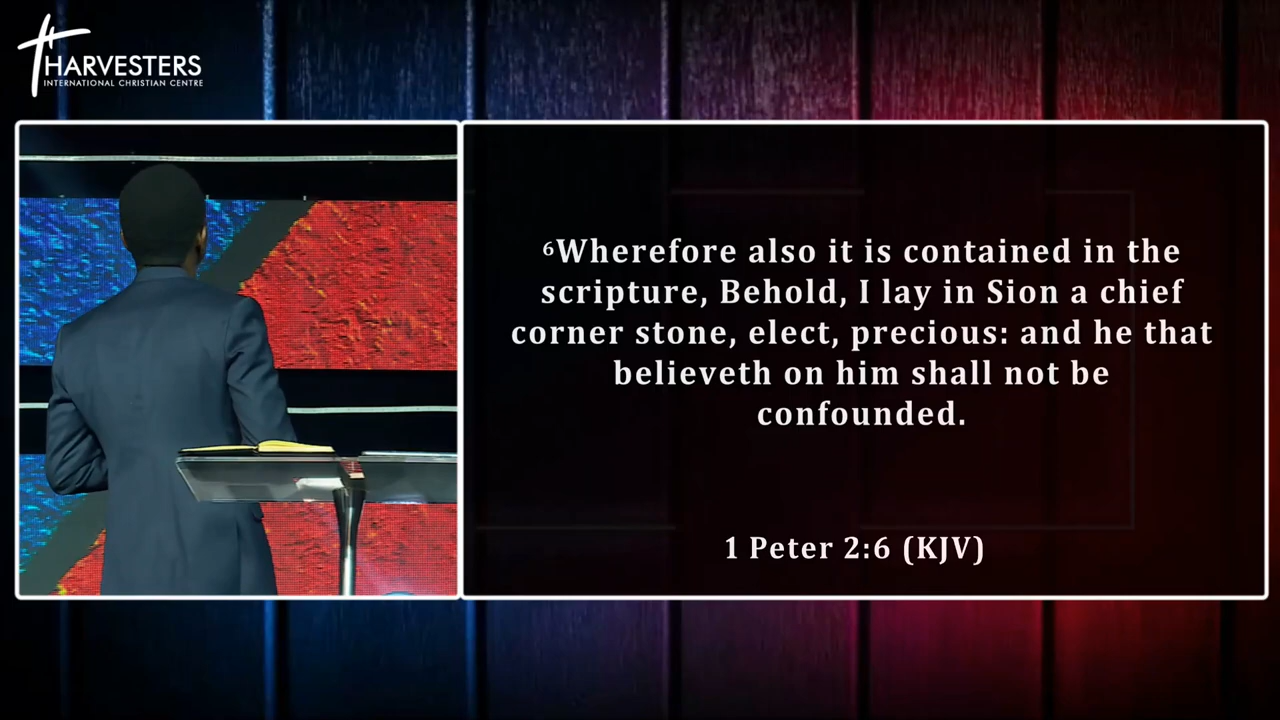 HARVESTERS
INTERNATIONAL CHRISTIAN CENTRE
⁶Wherefore also it is contained in the
scripture, Behold, I lay in Sion a chief
corner stone, elect, precious: and he that
believeth on him shall not be
confounded.
1 Peter 2:6 (KJV)